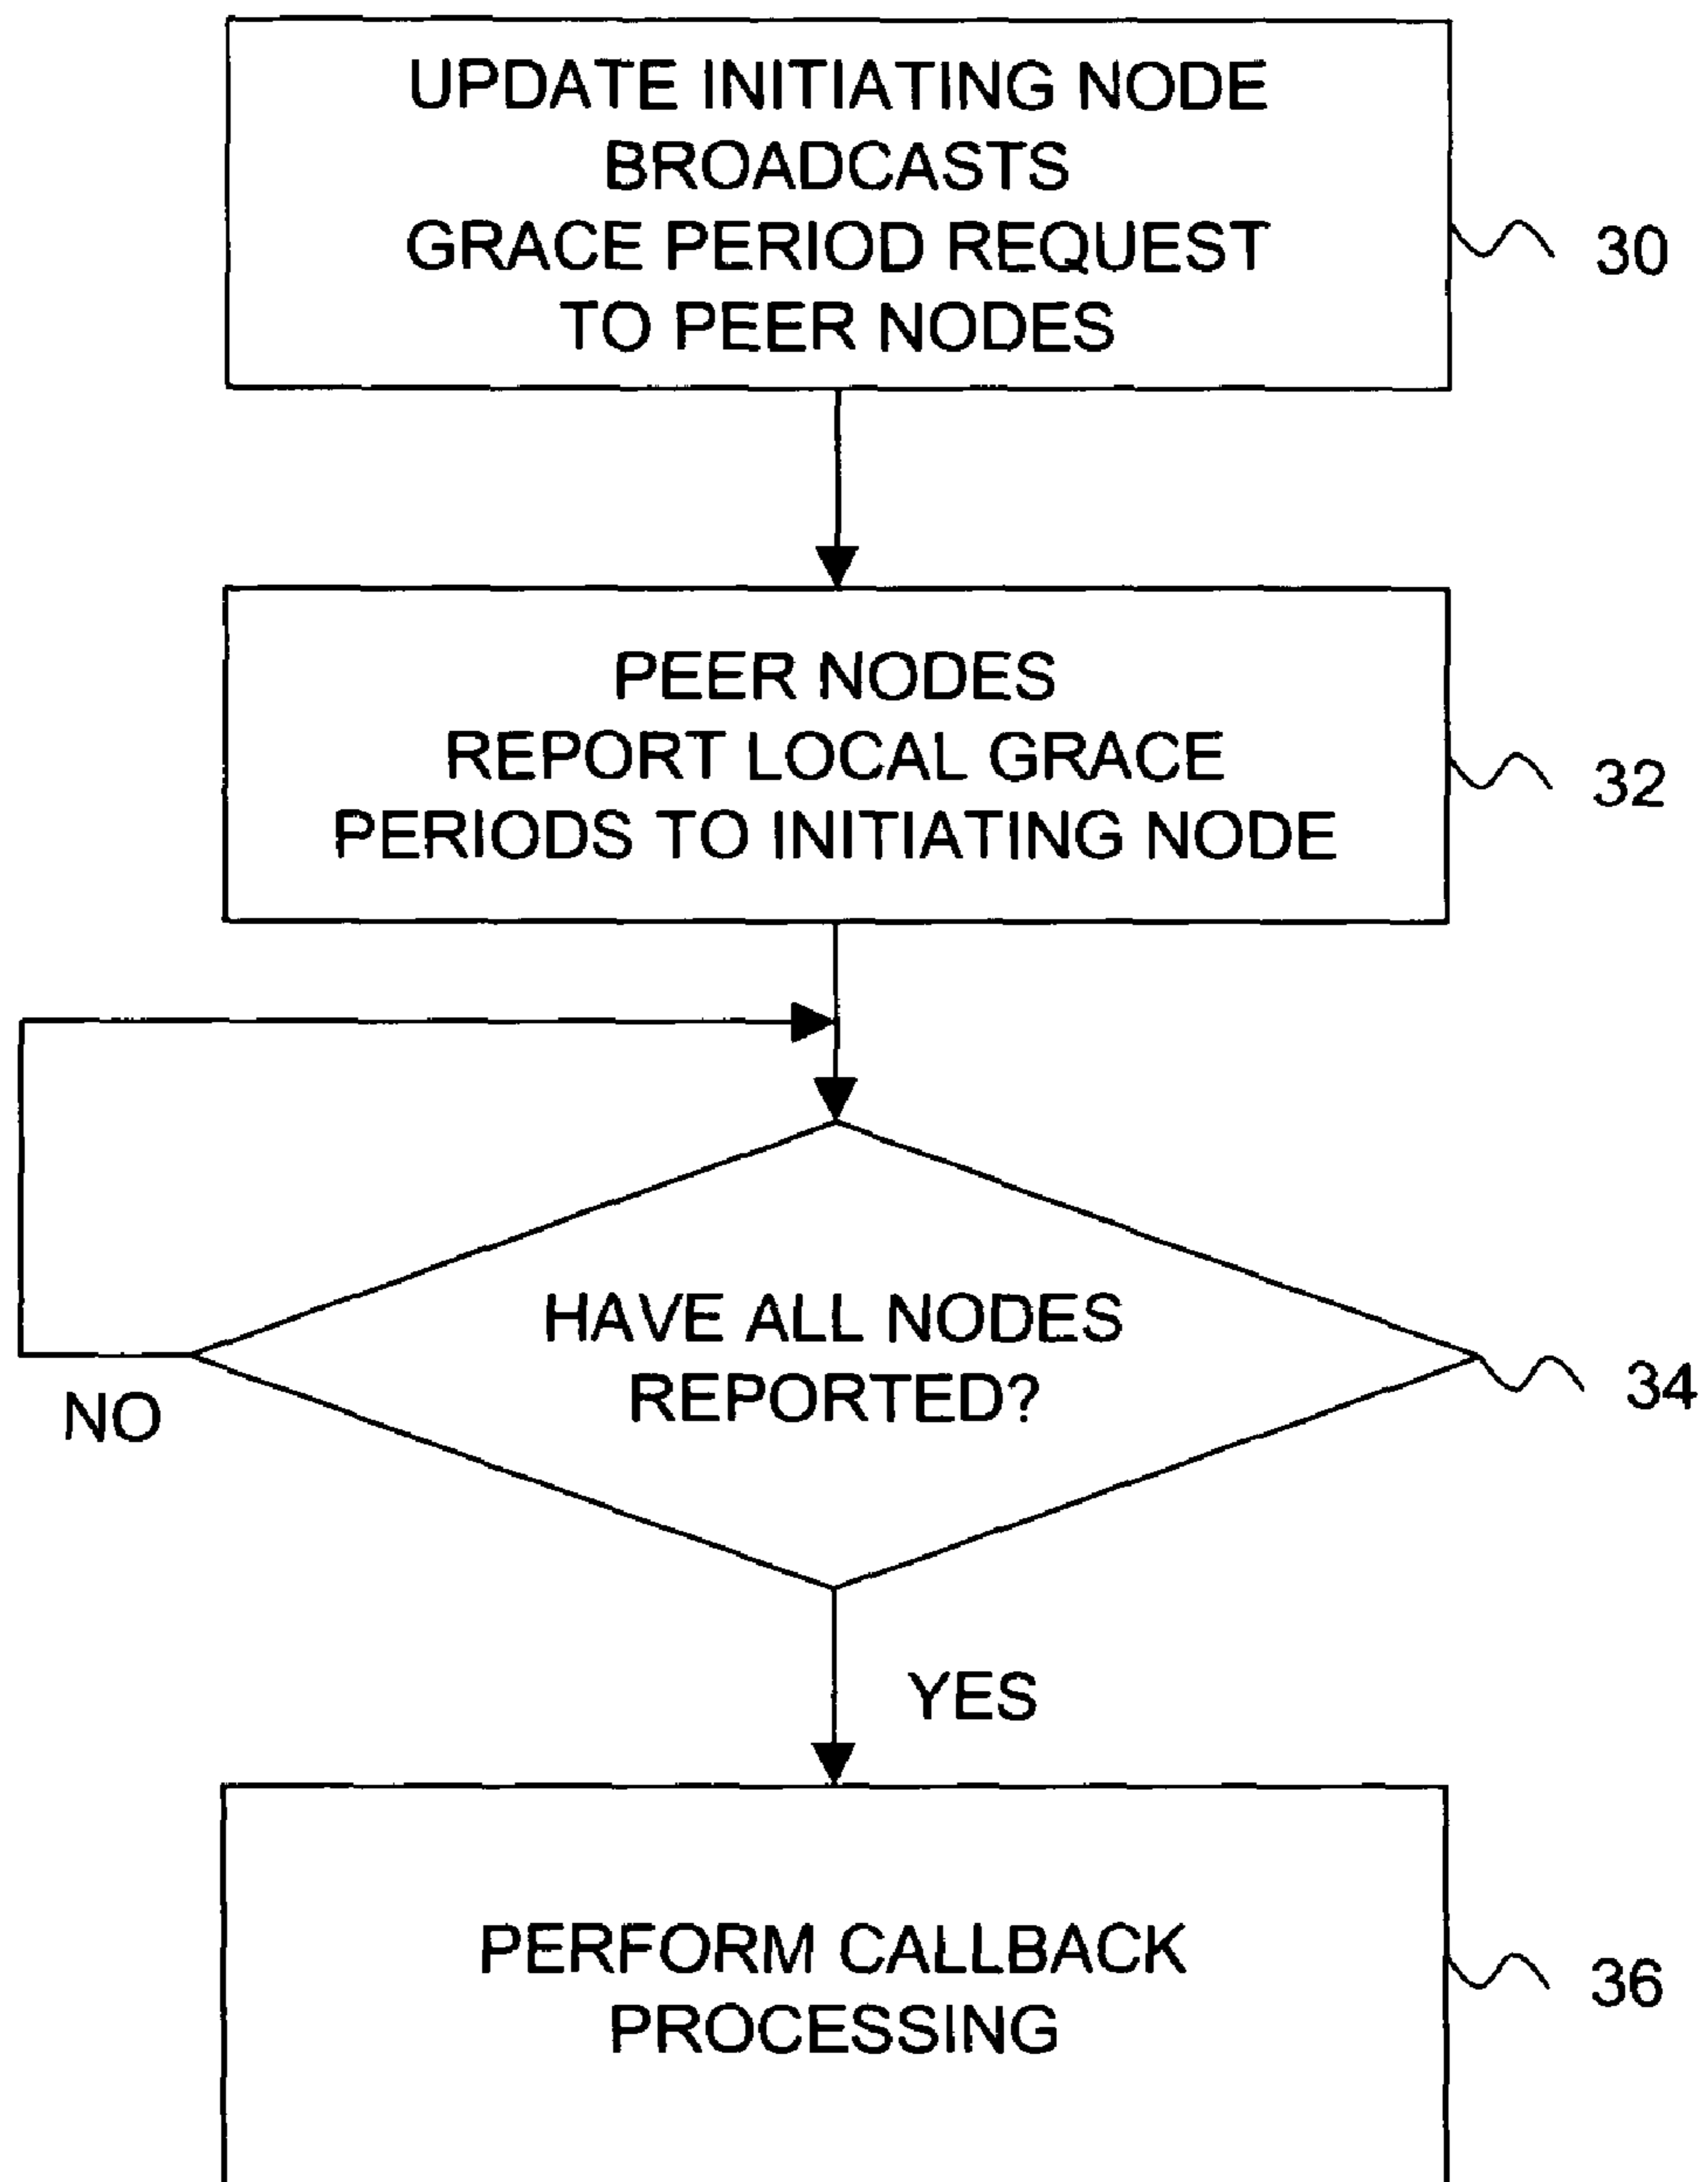 UPDATE INITIATING NODE
BROADCASTS
GRACE PERIOD REQUEST
TO PEER NODES
30
PEER NODES
REPORT LOCAL GRACE
PERIODS TO INITIATING NODE
32
HAVE ALL NODES
REPORTED?
34
NO
YES
PERFORM CALLBACK
PROCESSING
36